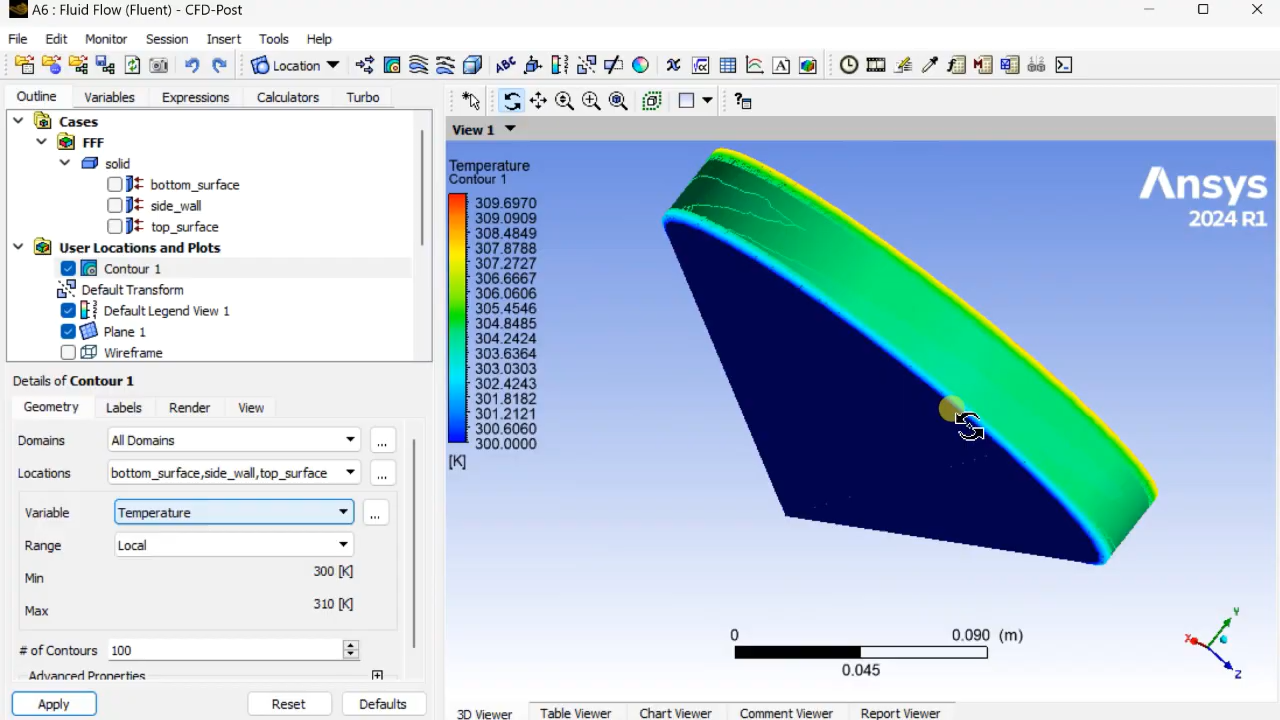 A6 : Fluid Flow (Fluent) - CFD-Post
File Edit Monitor Session Insert Tools Help
Location
Outline Variables Expressions Calculators Turbo
Cases
FFF
solid
bottom_surface
side_wall
top_surface
User Locations and Plots
Contour 1
Default Transform
Default Legend View 1
Plane 1
Wireframe
Details of Contour 1
Geometry Labels Render View
Domains All Domains ...
Locations bottom_surface,side_wall,top_surface ...
Variable Temperature ...
Range Local
Min 300 [K]
Max 310 [K]
# of Contours 100
Advanced Properties
Apply Reset Defaults
View 1
Temperature
Contour 1
309.6970
309.0909
308.4849
307.8788
307.2727
306.6667
306.0606
305.4546
304.8485
304.2424
303.6364
303.0303
302.4243
301.8182
301.2121
300.6060
300.0000
[K]
Ansys
2024 R1
0 0.090 (m)
0.045
X Y Z
3D Viewer Table Viewer Chart Viewer Comment Viewer Report Viewer